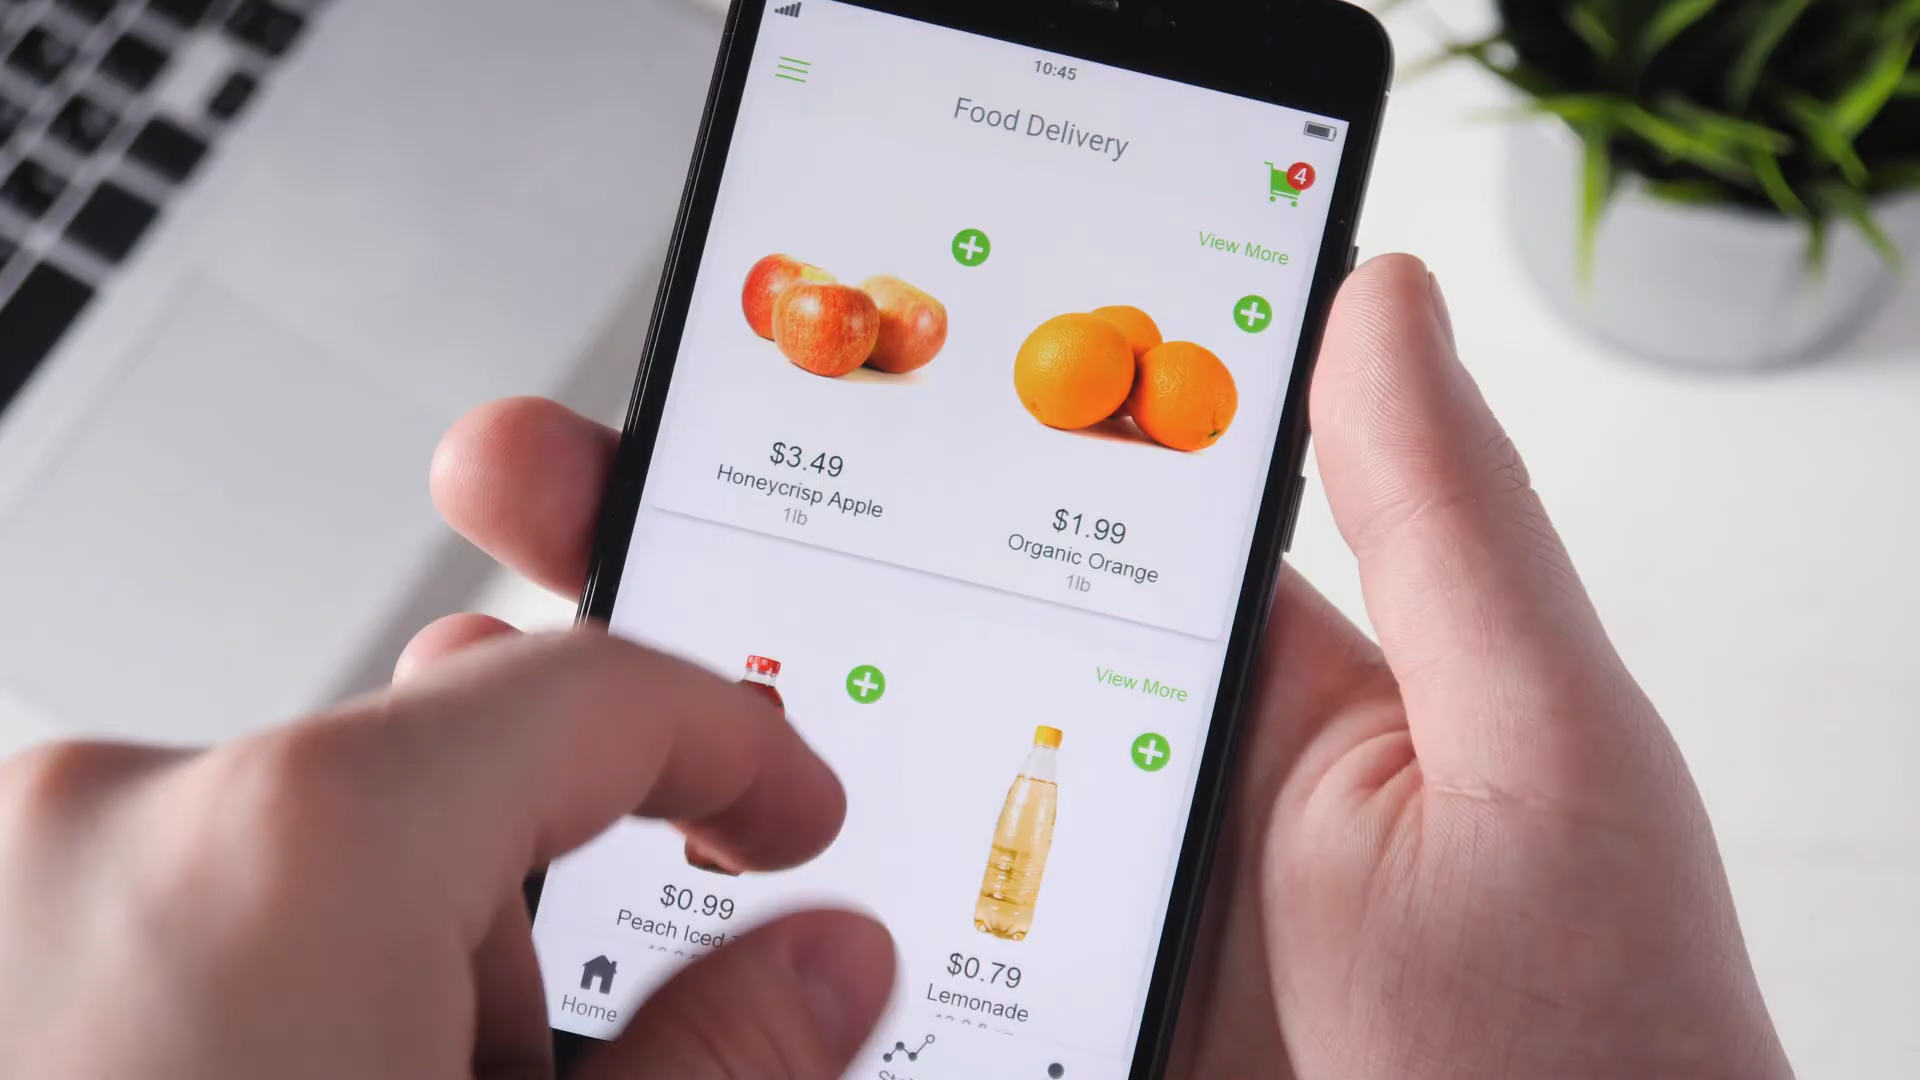 10:45
Food Delivery
4
View More
$3.49
Honeycrisp Apple
1lb
$1.99
Organic Orange
1lb
View More
$0.99
Peach Iced
$0.79
Lemonade
Home